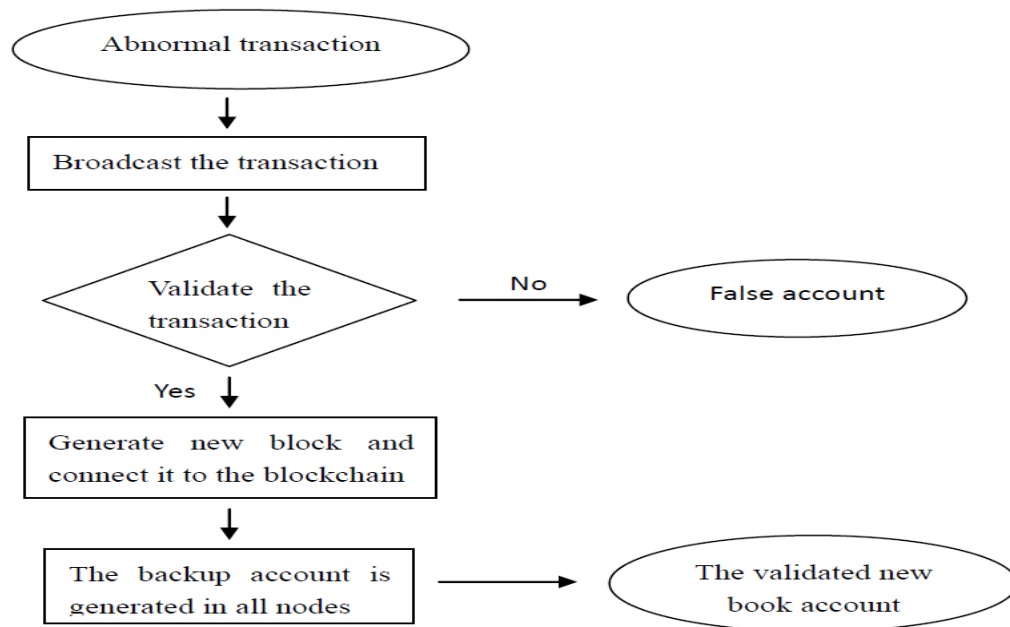 Abnormal transaction
Broadcast the transaction
Validate the
transaction
No
False account
Yes
Generate new block and
connect it to the blockchain
The backup account is
generated in all nodes
The validated new
book account